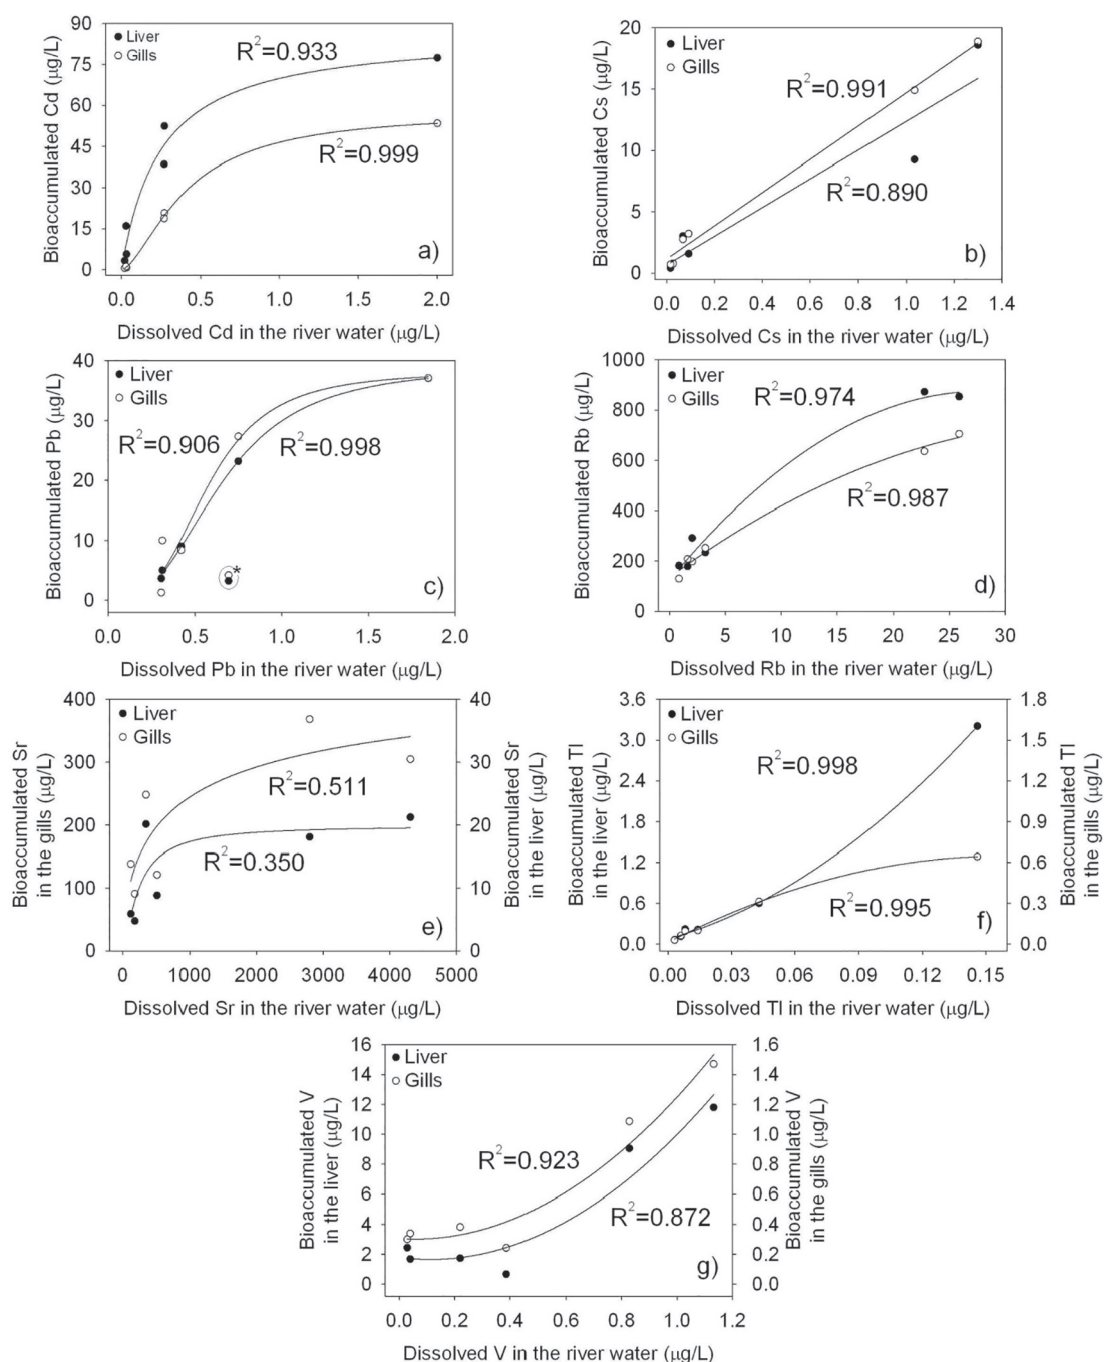 Bioaccumulated Cd (μg/L)
90
75
60
45
30
15
0
Liver
Gills
R²=0.933
R²=0.999
a)
0.0 0.5 1.0 1.5 2.0
Dissolved Cd in the river water (μg/L)
Bioaccumulated Cs (μg/L)
20
15
10
5
0
Liver
Gills
R²=0.991
R²=0.890
b)
0.0 0.2 0.4 0.6 0.8 1.0 1.2 1.4
Dissolved Cs in the river water (μg/L)
Bioaccumulated Pb (μg/L)
40
30
20
10
0
Liver
Gills
R²=0.906
R²=0.998
*
c)
0.0 0.5 1.0 1.5 2.0
Dissolved Pb in the river water (μg/L)
Bioaccumulated Rb (μg/L)
1000
800
600
400
200
0
Liver
Gills
R²=0.974
R²=0.987
d)
0 5 10 15 20 25 30
Dissolved Rb in the river water (μg/L)
Bioaccumulated Sr
in the gills (μg/L)
400
300
200
100
0
Liver
Gills
R²=0.511
R²=0.350
e)
40
30
20
10
0
Bioaccumulated Sr
in the liver (μg/L)
0 1000 2000 3000 4000 5000
Dissolved Sr in the river water (μg/L)
Bioaccumulated Tl
in the liver (μg/L)
3.6
3.0
2.4
1.8
1.2
0.6
0.0
Liver
Gills
R²=0.998
R²=0.995
f)
1.8
1.5
1.2
0.9
0.6
0.3
0.0
Bioaccumulated Tl
in the gills (μg/L)
0.00 0.03 0.06 0.09 0.12 0.15
Dissolved Tl in the river water (μg/L)
Bioaccumulated V
in the liver (μg/L)
16
14
12
10
8
6
4
2
0
Liver
Gills
R²=0.923
R²=0.872
g)
1.6
1.4
1.2
1.0
0.8
0.6
0.4
0.2
0.0
Bioaccumulated V
in the gills (μg/L)
0.0 0.2 0.4 0.6 0.8 1.0 1.2
Dissolved V in the river water (μg/L)